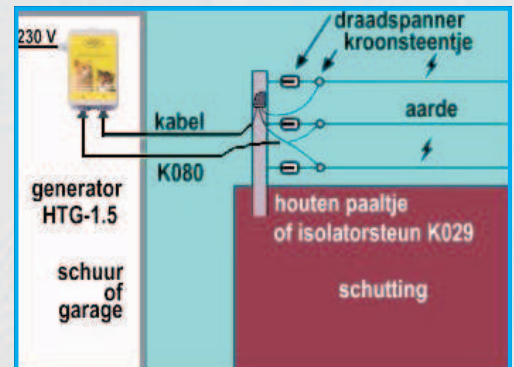 230 V
draadspanner
kroonsteentje
kabel
aarde
K080
generator
HTG-1.5
houten paaltje
of isolatorsteun K029
schuur
of
garage
schutting